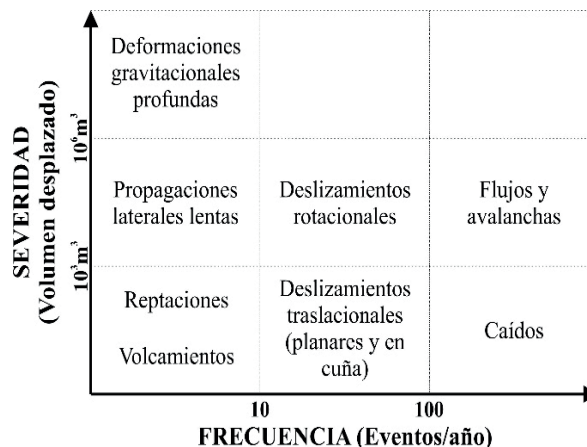 SEVERIDAD
(Volumen desplazado)
10⁶m³
10³m³
Deformaciones
gravitacionales
profundas
Propagaciones
laterales lentas
Deslizamientos
rotacionales
Flujos y
avalanchas
Reptaciones
Volcamientos
Deslizamientos
traslacionales
(planares y en
cuña)
Caídos
10
100
FRECUENCIA (Eventos/año)